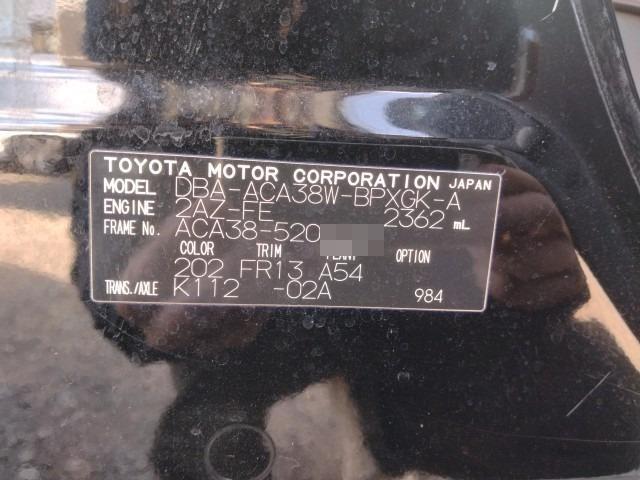 TOYOTA MOTOR CORPORATION JAPAN
MODEL DBA-ACA38W-BPXGK-A
ENGINE 2AZ-FE 2362 mL
FRAME No. ACA38-520
COLOR TRIM PLANT OPTION
202 FR13 A54
TRANS./AXLE K112 -02A 984